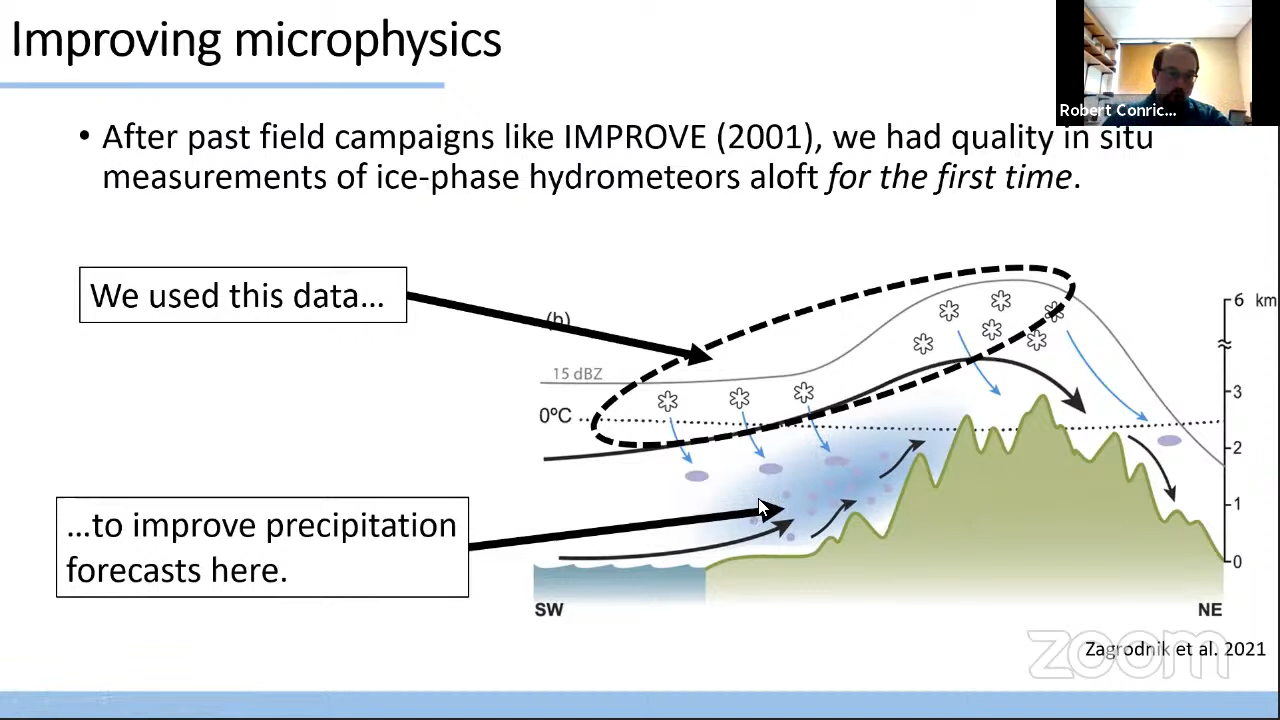 Improving microphysics
Robert Conric...
• After past field campaigns like IMPROVE (2001), we had quality in situ
measurements of ice-phase hydrometeors aloft for the first time.
We used this data...
(b)
6 km
15 dBZ
3
0ºC
2
...to improve precipitation
forecasts here.
1
0
SW
NE
zoom
Zagrodnik et al. 2021